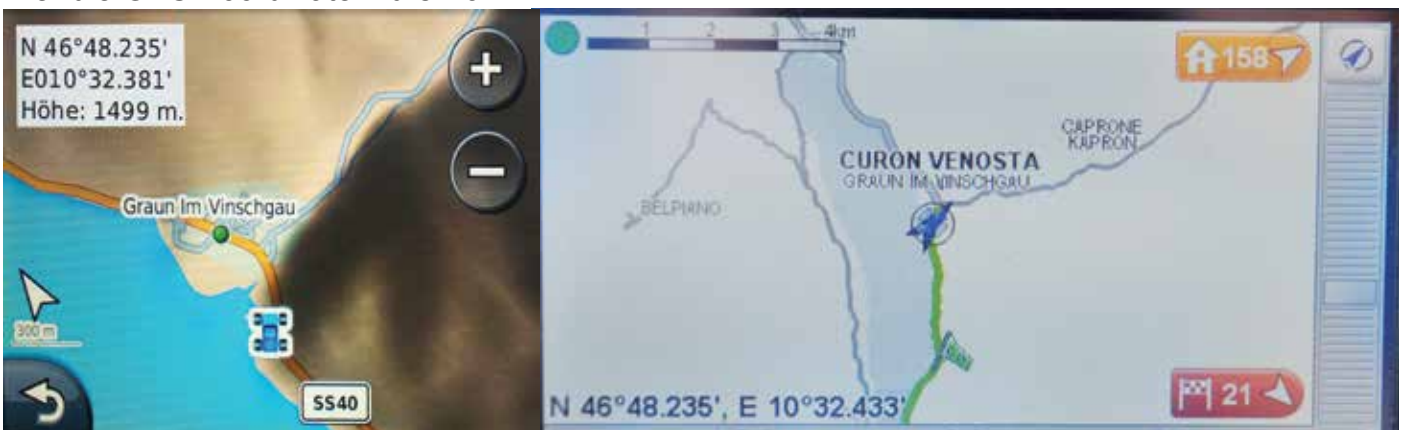 N 46°48.235'
E010°32.381'
Höhe: 1499 m.
Graun Im Vinschgau
300 m
SS40
1 2 3 4km
158
CAPRONE
KAPRON
CURON VENOSTA
GRAUN IM VINSCHGAU
BELPIANO
21
N 46°48.235', E 10°32.433'